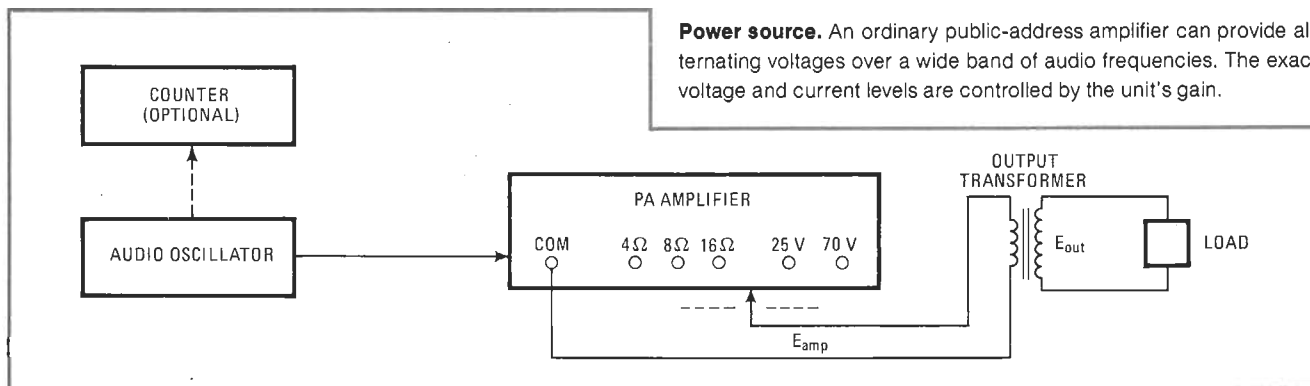 Power source. An ordinary public-address amplifier can provide al
ternating voltages over a wide band of audio frequencies. The exac
voltage and current levels are controlled by the unit's gain.
COUNTER
(OPTIONAL)
AUDIO OSCILLATOR
PA AMPLIFIER
COM 4Ω 8Ω 16Ω 25 V 70 V
E_amp
OUTPUT
TRANSFORMER
E_out
LOAD